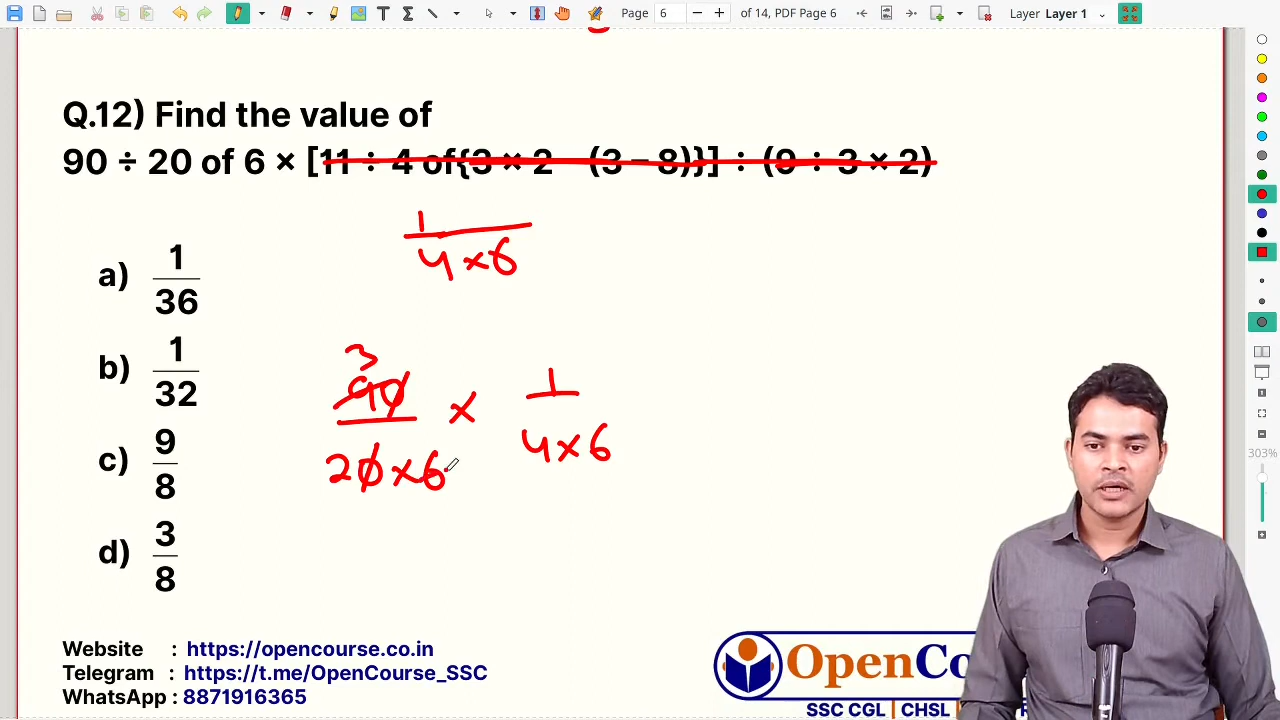 Page 6 of 14, PDF Page 6 Layer Layer 1
Q.12) Find the value of
90 ÷ 20 of 6 × [11 ÷ 4 of{3 × 2 – (3 – 8)}] ÷ (9 ÷ 3 × 2)
1
4×6
a) 1/36
b) 1/32
c) 9/8
d) 3/8
3
90
20×6
×
1
4×6
303%
Website : https://opencourse.co.in
Telegram : https://t.me/OpenCourse_SSC
WhatsApp : 8871916365
OpenCo
SSC CGL | CHSL |